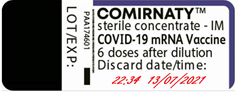 LOT/EXP:
PAA174601
COMIRNATY™
sterile concentrate - IM
COVID-19 mRNA Vaccine
6 doses after dilution
Discard date/time:
22:34 13/07/2021